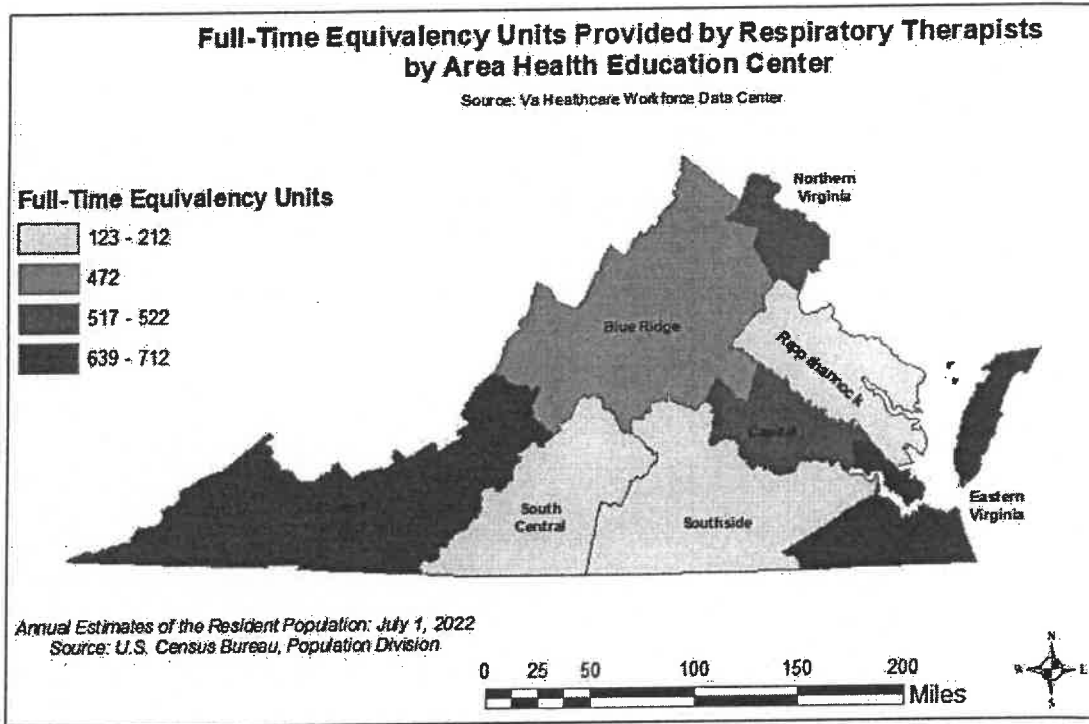 Full-Time Equivalency Units Provided by Respiratory Therapists
by Area Health Education Center
Source: Va Healthcare Workforce Data Center
Full-Time Equivalency Units
123 - 212
472
517 - 522
639 - 712
Northern
Virginia
Blue Ridge
Rappahannock
Capital
Eastern
Virginia
South
Central
Southside
Annual Estimates of the Resident Population: July 1, 2022
Source: U.S. Census Bureau, Population Division
0 25 50 100 150 200
Miles
N
W E
S